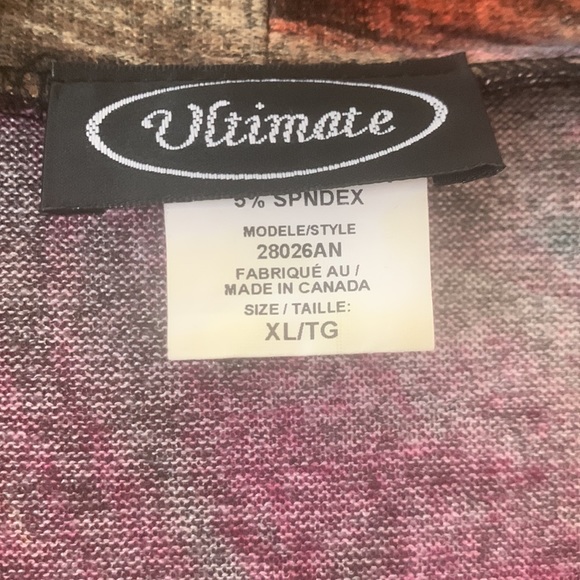 Ultimate
5% SPNDEX
MODELE/STYLE
28026AN
FABRIQUÉ AU /
MADE IN CANADA
SIZE / TAILLE:
XL/TG